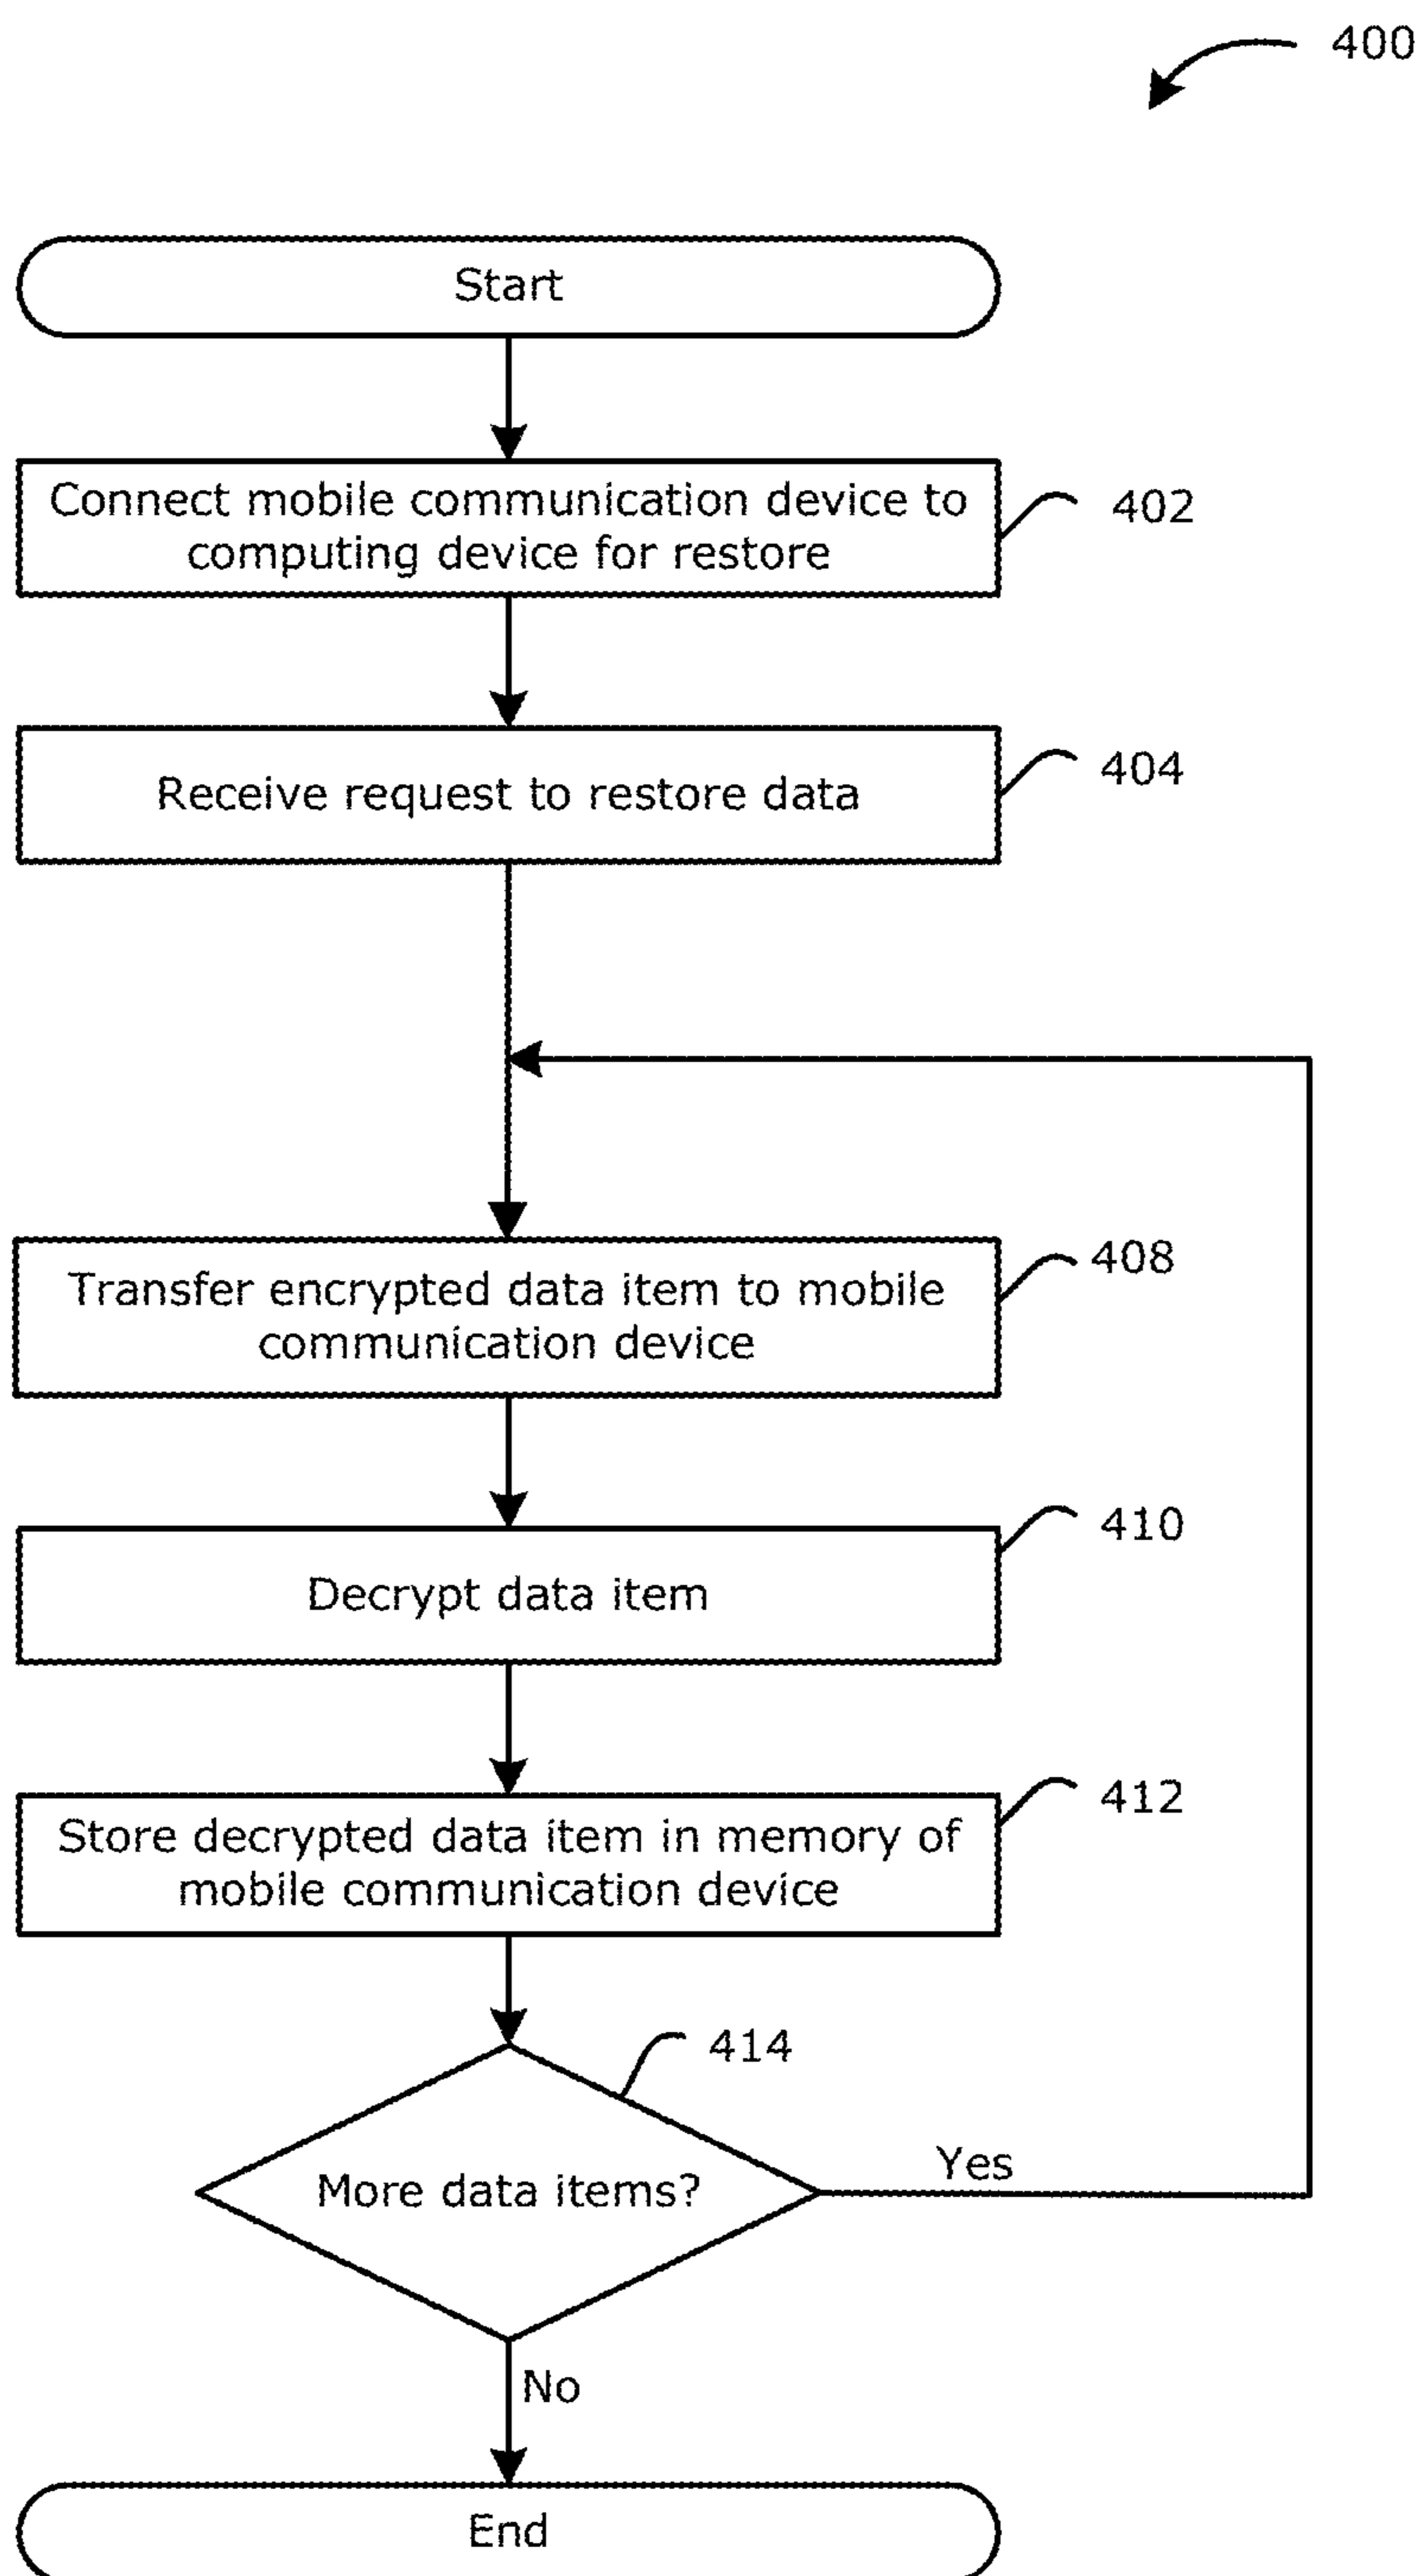 400
Start
Connect mobile communication device to
computing device for restore
402
Receive request to restore data
404
Transfer encrypted data item to mobile
communication device
408
Decrypt data item
410
Store decrypted data item in memory of
mobile communication device
412
414
More data items?
Yes
No
End